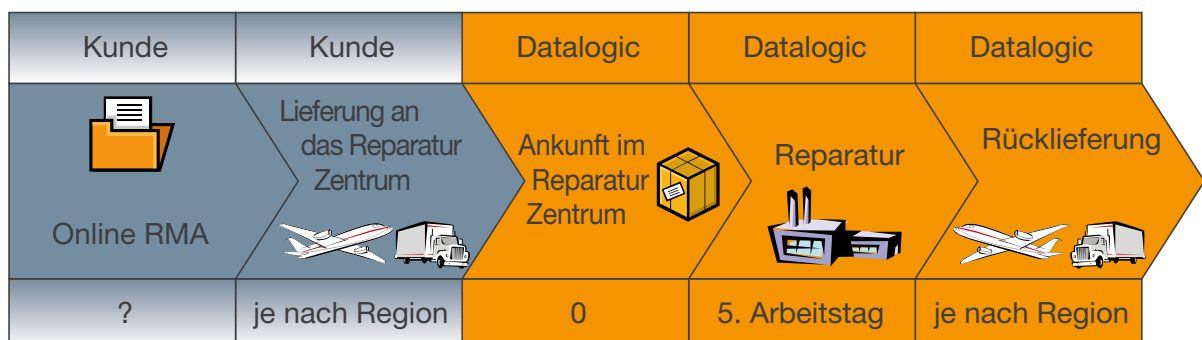 Kunde
Kunde
Datalogic
Datalogic
Datalogic
Online RMA
Lieferung an
das Reparatur
Zentrum
Ankunft im
Reparatur
Zentrum
Reparatur
Rücklieferung
?
je nach Region
0
5. Arbeitstag
je nach Region